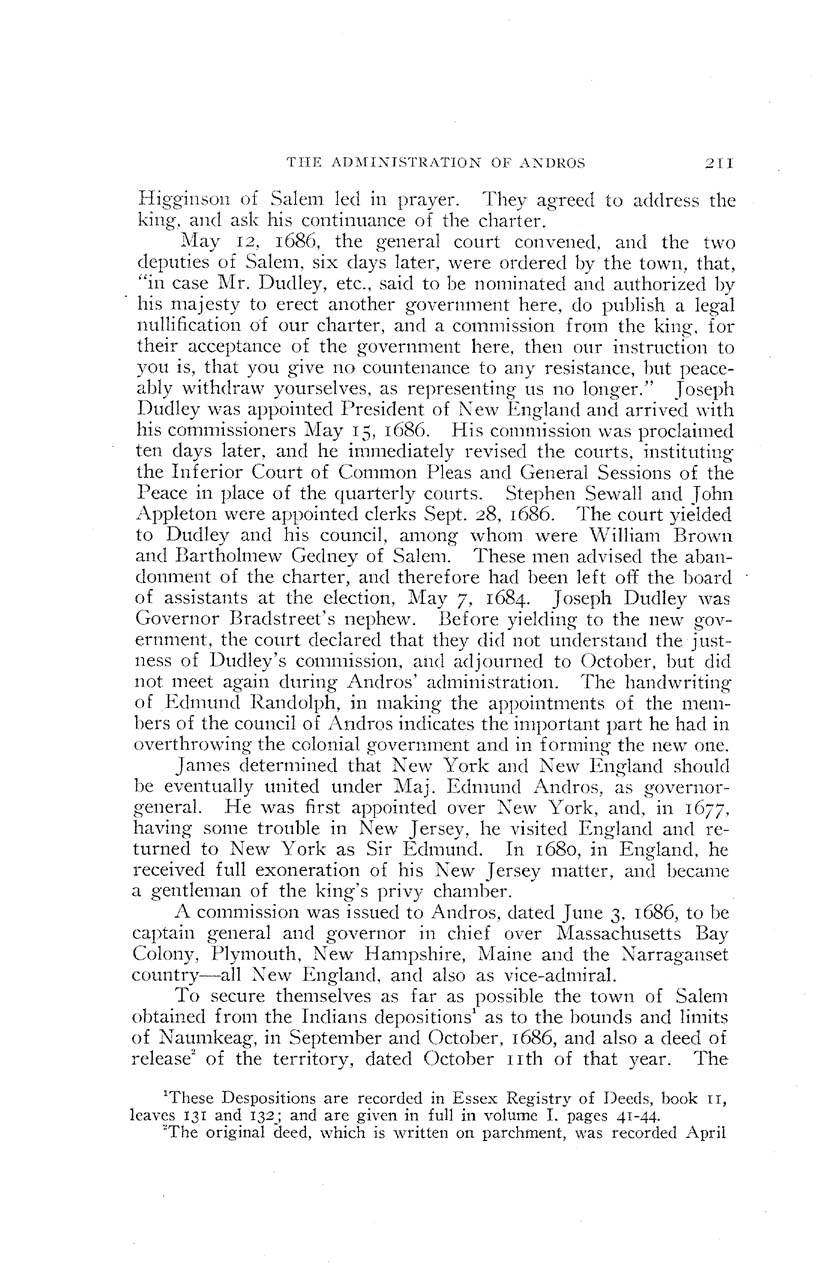 THE ADMINISTRATION OF ANDROS 211
Higginson of Salem led in prayer. They agreed to address the
king, and ask his continuance of the charter.
May 12, 1686, the general court convened, and the two
deputies of Salem, six days later, were ordered by the town, that,
“in case Mr. Dudley, etc., said to be nominated and authorized by
his majesty to erect another government here, do publish a legal
nullification of our charter, and a commission from the king, for
their acceptance of the government here, then our instruction to
you is, that you give no countenance to any resistance, but peace-
ably withdraw yourselves, as representing us no longer.” Joseph
Dudley was appointed President of New England and arrived with
his commissioners May 15, 1686. His commission was proclaimed
ten days later, and he immediately revised the courts, instituting
the Inferior Court of Common Pleas and General Sessions of the
Peace in place of the quarterly courts. Stephen Sewall and John
Appleton were appointed clerks Sept. 28, 1686. The court yielded
to Dudley and his council, among whom were William Brown
and Bartholmew Gedney of Salem. These men advised the aban-
donment of the charter, and therefore had been left off the board
of assistants at the election, May 7, 1684. Joseph Dudley was
Governor Bradstreet's nephew. Before yielding to the new gov-
ernment, the court declared that they did not understand the just-
ness of Dudley's commission, and adjourned to October, but did
not meet again during Andros' administration. The handwriting
of Edmund Randolph, in making the appointments of the mem-
bers of the council of Andros indicates the important part he had in
overthrowing the colonial government and in forming the new one.
James determined that New York and New England should
be eventually united under Maj. Edmund Andros, as governor-
general. He was first appointed over New York, and, in 1677,
having some trouble in New Jersey, he visited England and re-
turned to New York as Sir Edmund. In 1680, in England, he
received full exoneration of his New Jersey matter, and became
a gentleman of the king's privy chamber.
A commission was issued to Andros, dated June 3, 1686, to be
captain general and governor in chief over Massachusetts Bay
Colony, Plymouth, New Hampshire, Maine and the Narraganset
country—all New England, and also as vice-admiral.
To secure themselves as far as possible the town of Salem
obtained from the Indians depositions¹ as to the bounds and limits
of Naumkeag, in September and October, 1686, and also a deed of
release² of the territory, dated October 11th of that year. The
¹These Despositions are recorded in Essex Registry of Deeds, book 11,
leaves 131 and 132; and are given in full in volume I. pages 41-44.
²The original deed, which is written on parchment, was recorded April